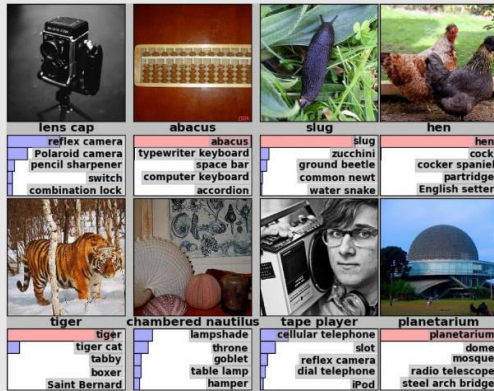 lens cap
abacus
slug
hen
reflex camera
Polaroid camera
pencil sharpener
switch
combination lock
abacus
typewriter keyboard
space bar
computer keyboard
accordion
slug
zucchini
ground beetle
common newt
water snake
hen
cock
cocker spaniel
partridge
English setter
tiger
chambered nautilus
tape player
planetarium
tiger
tiger cat
tabby
boxer
Saint Bernard
lampshade
throne
goblet
table lamp
hamper
cellular telephone
slot
reflex camera
dial telephone
iPod
planetarium
dome
mosque
radio telescope
steel arch bridge